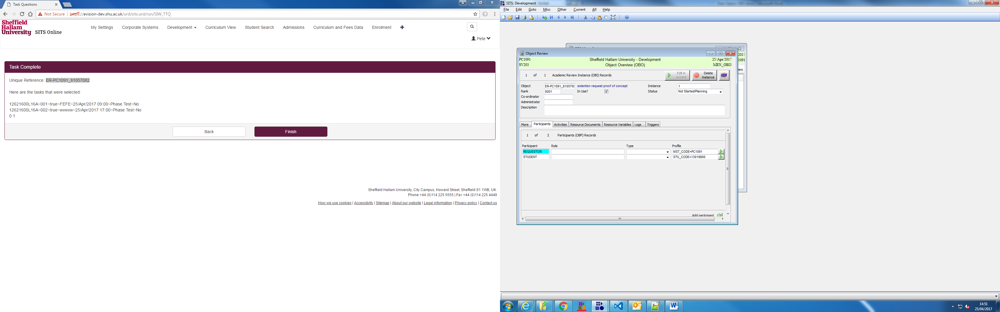 Task Questions
Not Secure | https://evision-dev.shu.ac.uk/urd/sits.urd/run/SIW_TTQ
Sheffield
Hallam
University
SITS Online
My Settings
Corporate Systems
Development
Curriculum View
Student Search
Admissions
Curriculum and Fees Data
Enrolment
Pete
Task Complete
Unique Reference: ER-PC1091_81057082
Here are the tasks that were selected:
12621600L16A~001~true~FEFE~25/Apr/2017 09:00~Phase Test~No
12621600L16A~002~true~wvwvw~25/Apr/2017 17:00~Phase Test~No
0 1
Back
Finish
Sheffield Hallam University, City Campus, Howard Street, Sheffield S1 1WB, UK
Phone +44 (0)114 225 5555 | Fax +44 (0)114 225 4449
How we use cookies | Accessibilty | Sitemap | About our website | Legal information | Privacy policy | Contact us
SITS: Development
File Edit Goto Misc Other Current All Help
Object Review
PC1091 Sheffield Hallam University - Development 25/Apr/2017
SV203 Object Overview (OBO) MEN_OBI3
1 of 1 Academic Review Instance (OBI) Records
Edit in wizard
Delete Instance
UDF
Object ER-PC1091_8105708 extention request proof of concept Instance 1
Rank 0001 In Use? Status Not Started/Planning
Co-ordinator
Administrator
Description
More Participants Activities Resource Documents Resource Variables Logs Triggers
1 of 2 Participants (OBP) Records
Participant Role Type Profile
REQUESTOR MST_CODE=PC1091
STUDENT STU_CODE=13019800
Add participant
2017
1091
iew
14:51
25/04/2017